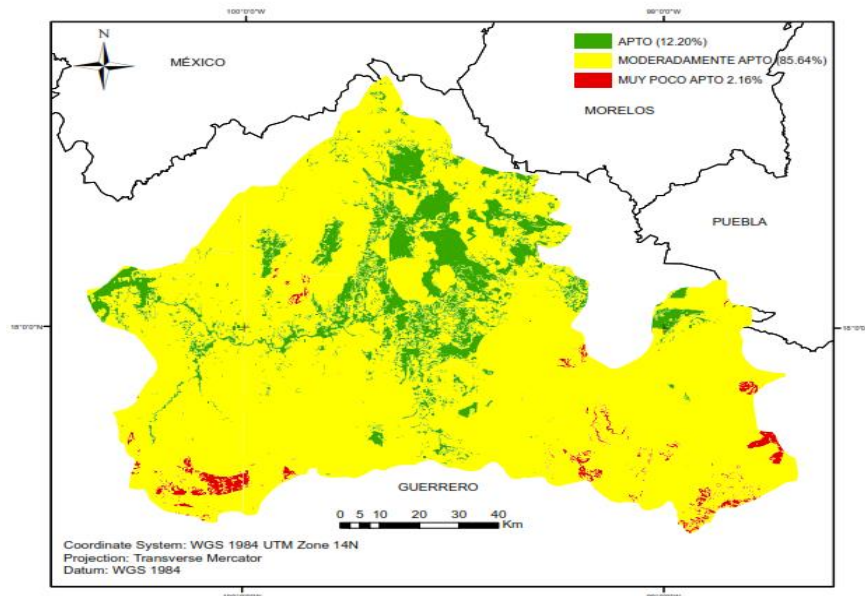 100°0'0"W
99°0'0"W
N
MÉXICO
APTO (12.20%)
MODERADAMENTE APTO (85.64%)
MUY POCO APTO 2.16%
MORELOS
PUEBLA
18°0'0"N
18°0'0"N
GUERRERO
0 5 10 20 30 40
Km
Coordinate System: WGS 1984 UTM Zone 14N
Projection: Transverse Mercator
Datum: WGS 1984